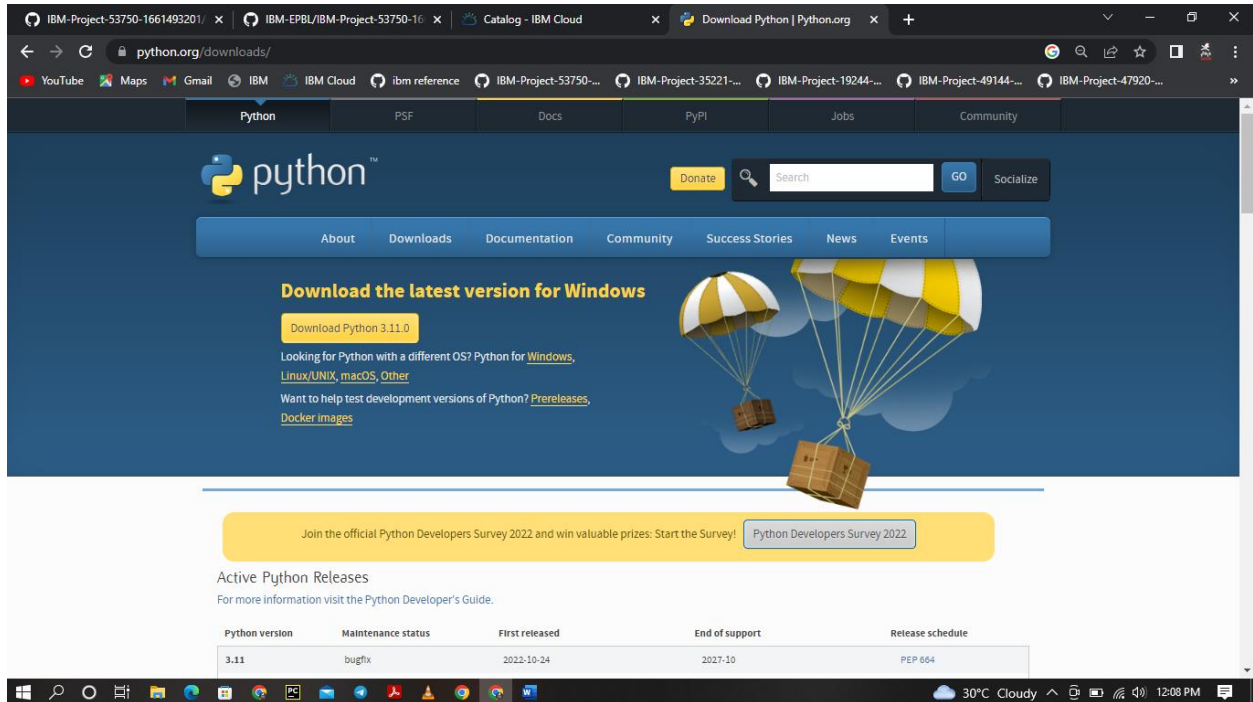 IBM-Project-53750-1661493201/
IBM-EPBL/IBM-Project-53750-16
Catalog - IBM Cloud
Download Python | Python.org
python.org/downloads/
YouTube Maps Gmail IBM IBM Cloud ibm reference IBM-Project-53750-... IBM-Project-35221-... IBM-Project-19244-... IBM-Project-49144-... IBM-Project-47920-...
Python PSF Docs PyPI Jobs Community
python™
Donate Search GO Socialize
About Downloads Documentation Community Success Stories News Events
Download the latest version for Windows
Download Python 3.11.0
Looking for Python with a different OS? Python for Windows,
Linux/UNIX, macOS, Other
Want to help test development versions of Python? Prereleases,
Docker images
Join the official Python Developers Survey 2022 and win valuable prizes: Start the Survey! Python Developers Survey 2022
Active Python Releases
For more information visit the Python Developer's Guide.
Python version Maintenance status First released End of support Release schedule
3.11 bugfix 2022-10-24 2027-10 PEP 664
PC
30°C Cloudy 12:08 PM